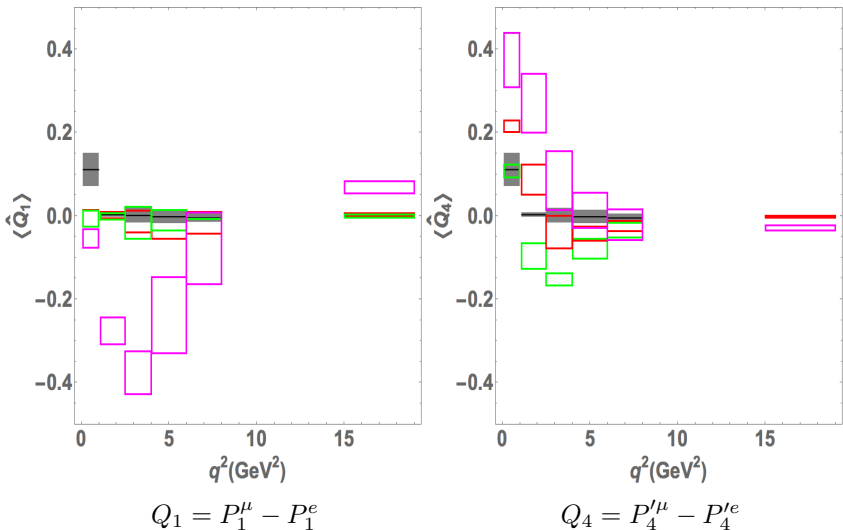 0.4
0.2
0.0
−0.2
−0.4
⟨Q̂₁⟩
0 5 10 15
q²(GeV²)
Q₁ = P₁^μ − P₁^e
0.4
0.2
0.0
−0.2
−0.4
⟨Q̂₄⟩
0 5 10 15
q²(GeV²)
Q₄ = P₄′^μ − P₄′^e